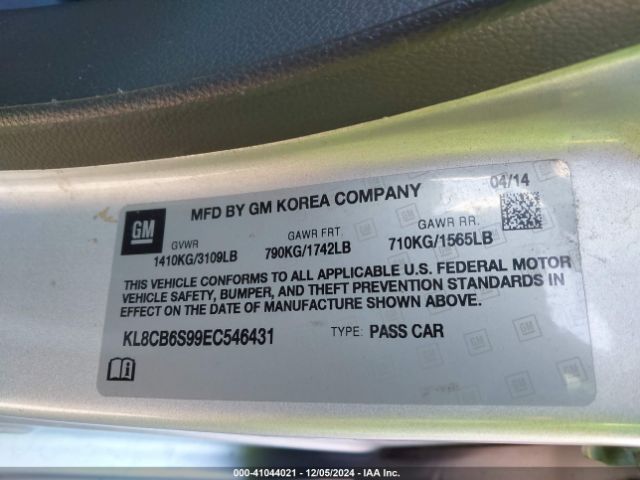 MFD BY GM KOREA COMPANY
04/14
GM
GVWR GAWR FRT. GAWR RR.
1410KG/3109LB 790KG/1742LB 710KG/1565LB
THIS VEHICLE CONFORMS TO ALL APPLICABLE U.S. FEDERAL MOTOR
VEHICLE SAFETY, BUMPER, AND THEFT PREVENTION STANDARDS IN
EFFECT ON THE DATE OF MANUFACTURE SHOWN ABOVE.
KL8CB6S99EC546431 TYPE: PASS CAR
000-41044021 - 12/05/2024 - IAA Inc.